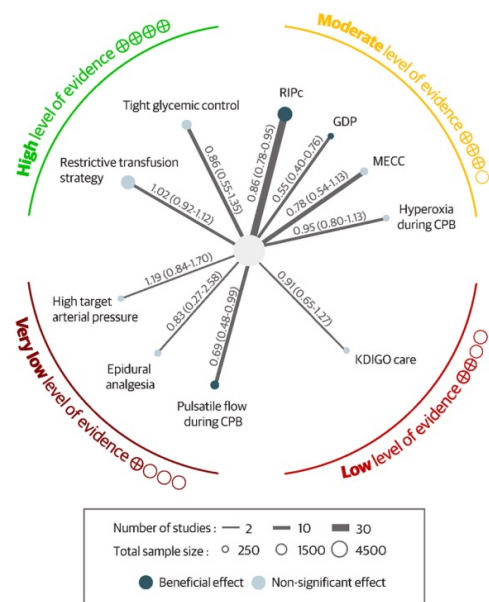 High level of evidence ⊕⊕⊕⊕
Moderate level of evidence ⊕⊕⊕○
RIPc
0.86 (0.78-0.95)
GDP
0.55 (0.40-0.76)
Tight glycemic control
0.86 (0.55-1.35)
MECC
0.78 (0.54-1.13)
Restrictive transfusion
strategy
1.02 (0.92-1.12)
Hyperoxia
during CPB
0.95 (0.80-1.13)
High target
arterial pressure
1.19 (0.84-1.70)
Epidural
analgesia
0.83 (0.27-2.58)
Pulsatile flow
during CPB
0.69 (0.48-0.99)
KDIGO care
0.91 (0.65-1.27)
Very low level of evidence ⊕○○○
Low level of evidence ⊕⊕○○
Number of studies : 2 10 30
Total sample size : 250 1500 4500
Beneficial effect Non-significant effect